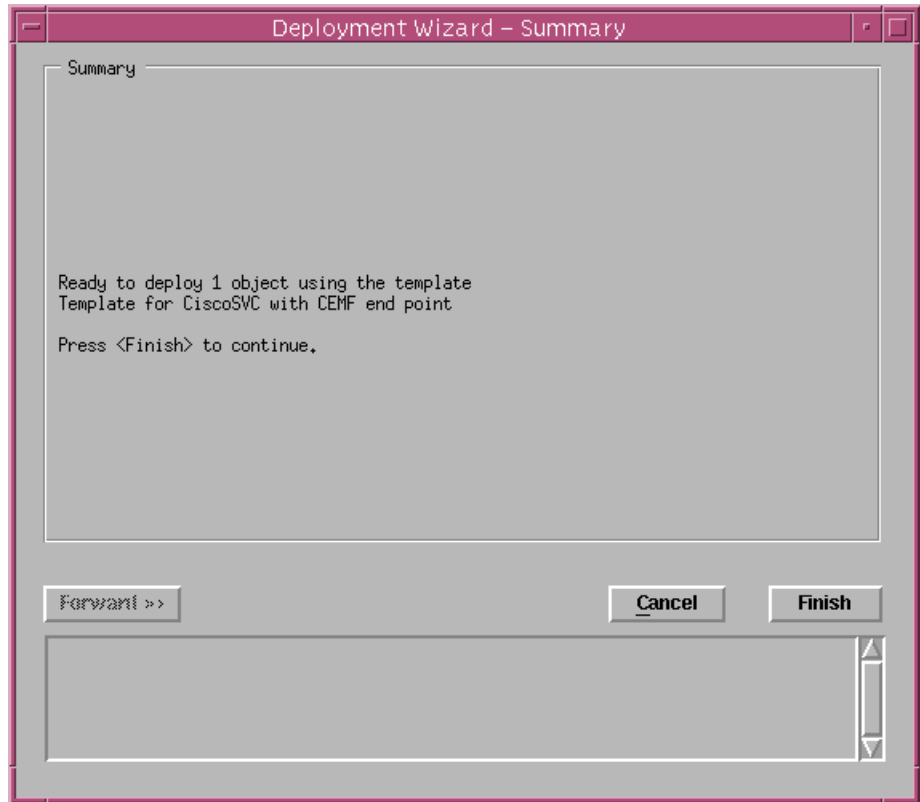 Deployment Wizard – Summary
Summary
Ready to deploy 1 object using the template
Template for CiscoSVC with CEMF end point
Press <Finish> to continue.
Forward >>
Cancel
Finish